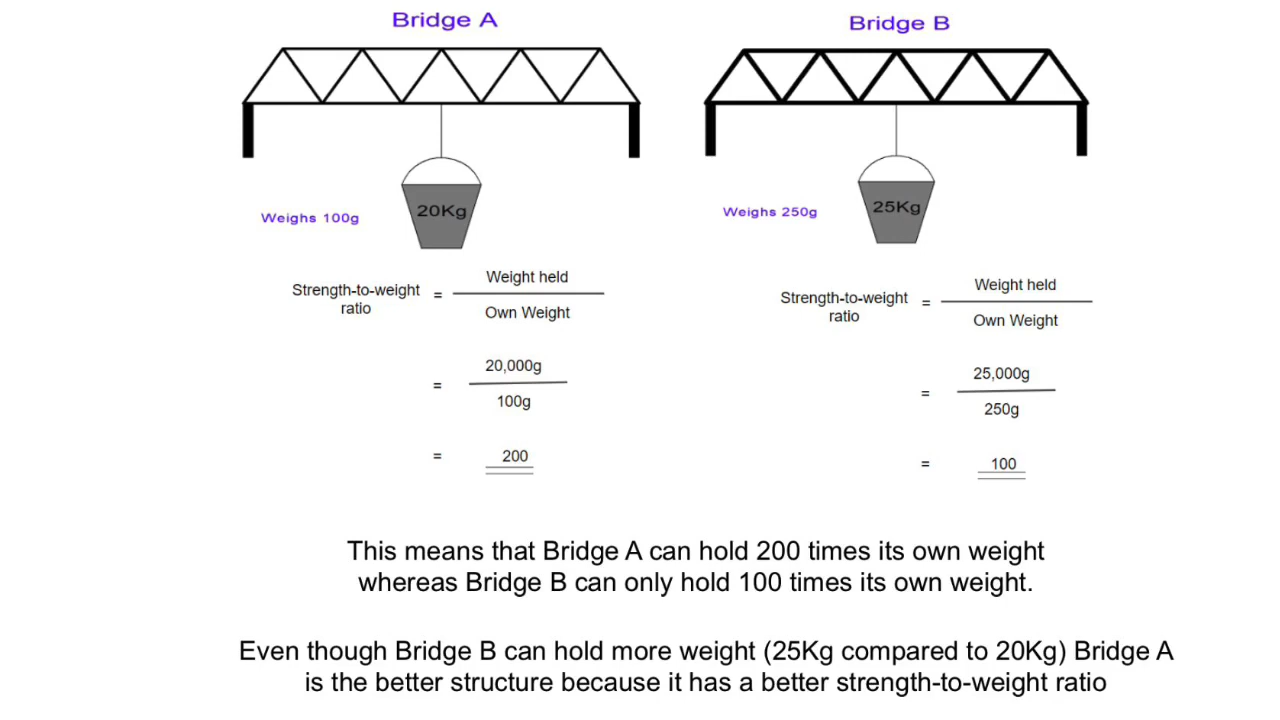 Bridge A
20Kg
Weighs 100g
Weight held
Strength-to-weight
ratio
=
Own Weight
20,000g
=
100g
= 200
Bridge B
25Kg
Weighs 250g
Weight held
Strength-to-weight
ratio
=
Own Weight
25,000g
=
250g
= 100
This means that Bridge A can hold 200 times its own weight
whereas Bridge B can only hold 100 times its own weight.
Even though Bridge B can hold more weight (25Kg compared to 20Kg) Bridge A
is the better structure because it has a better strength-to-weight ratio